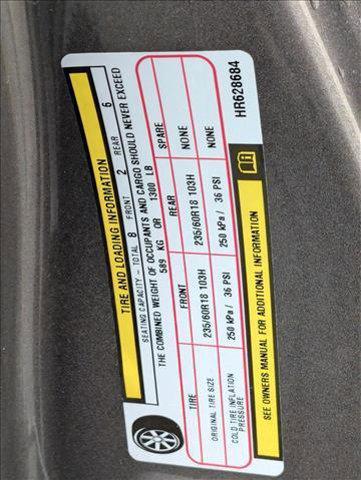 TIRE AND LOADING INFORMATION
SEATING CAPACITY - TOTAL 8 FRONT 2 REAR 6
THE COMBINED WEIGHT OF OCCUPANTS AND CARGO SHOULD NEVER EXCEED
589 KG OR 1300 LB
TIRE FRONT REAR SPARE
ORIGINAL TIRE SIZE 235/60R18 103H 235/60R18 103H NONE
COLD TIRE INFLATION PRESSURE 250 kPa / 36 PSI 250 kPa / 36 PSI NONE
SEE OWNERS MANUAL FOR ADDITIONAL INFORMATION
HR628684